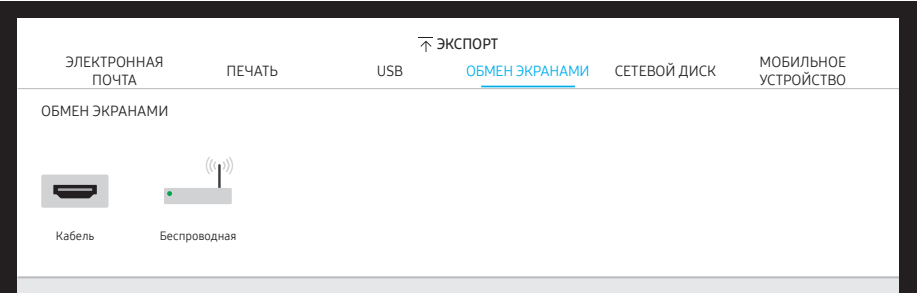 ЭКСПОРТ
ЭЛЕКТРОННАЯ
ПОЧТА
ПЕЧАТЬ
USB
ОБМЕН ЭКРАНАМИ
СЕТЕВОЙ ДИСК
МОБИЛЬНОЕ
УСТРОЙСТВО
ОБМЕН ЭКРАНАМИ
Кабель
Беспроводная